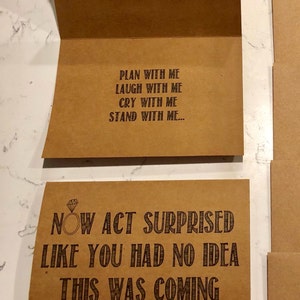 PLAN WITH ME
LAUGH WITH ME
CRY WITH ME
STAND WITH ME...
NOW ACT SURPRISED
LIKE YOU HAD NO IDEA
THIS WAS COMING